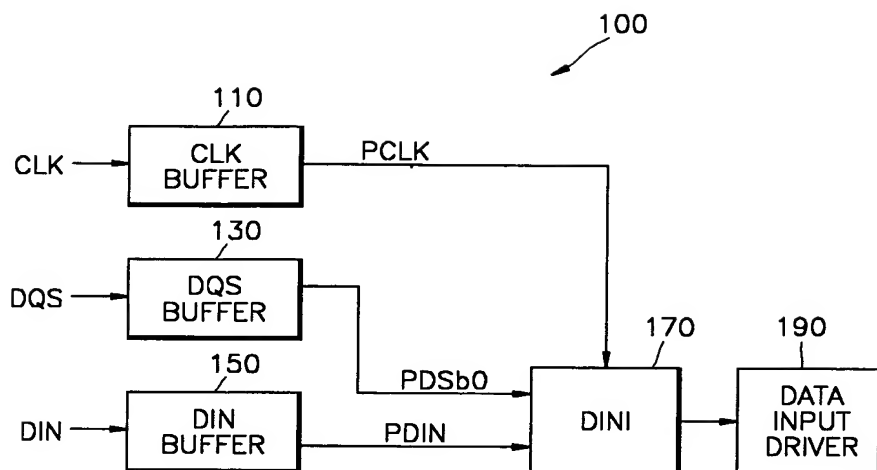 100
110
CLK
CLK
BUFFER
PCLK
130
DQS
DQS
BUFFER
150
DIN
DIN
BUFFER
PDSb0
PDIN
170
DINI
190
DATA
INPUT
DRIVER